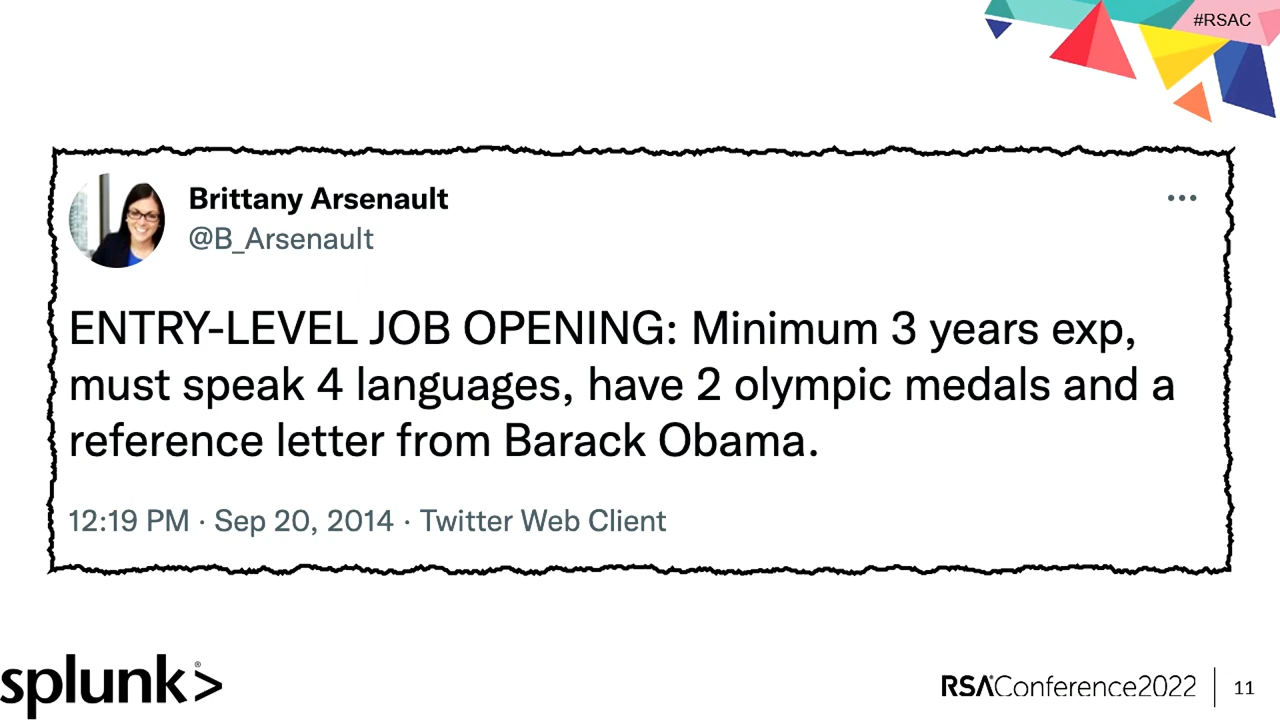 #RSAC
Brittany Arsenault
@B_Arsenault
ENTRY-LEVEL JOB OPENING: Minimum 3 years exp,
must speak 4 languages, have 2 olympic medals and a
reference letter from Barack Obama.
12:19 PM · Sep 20, 2014 · Twitter Web Client
splunk®>
RSAConference2022
11